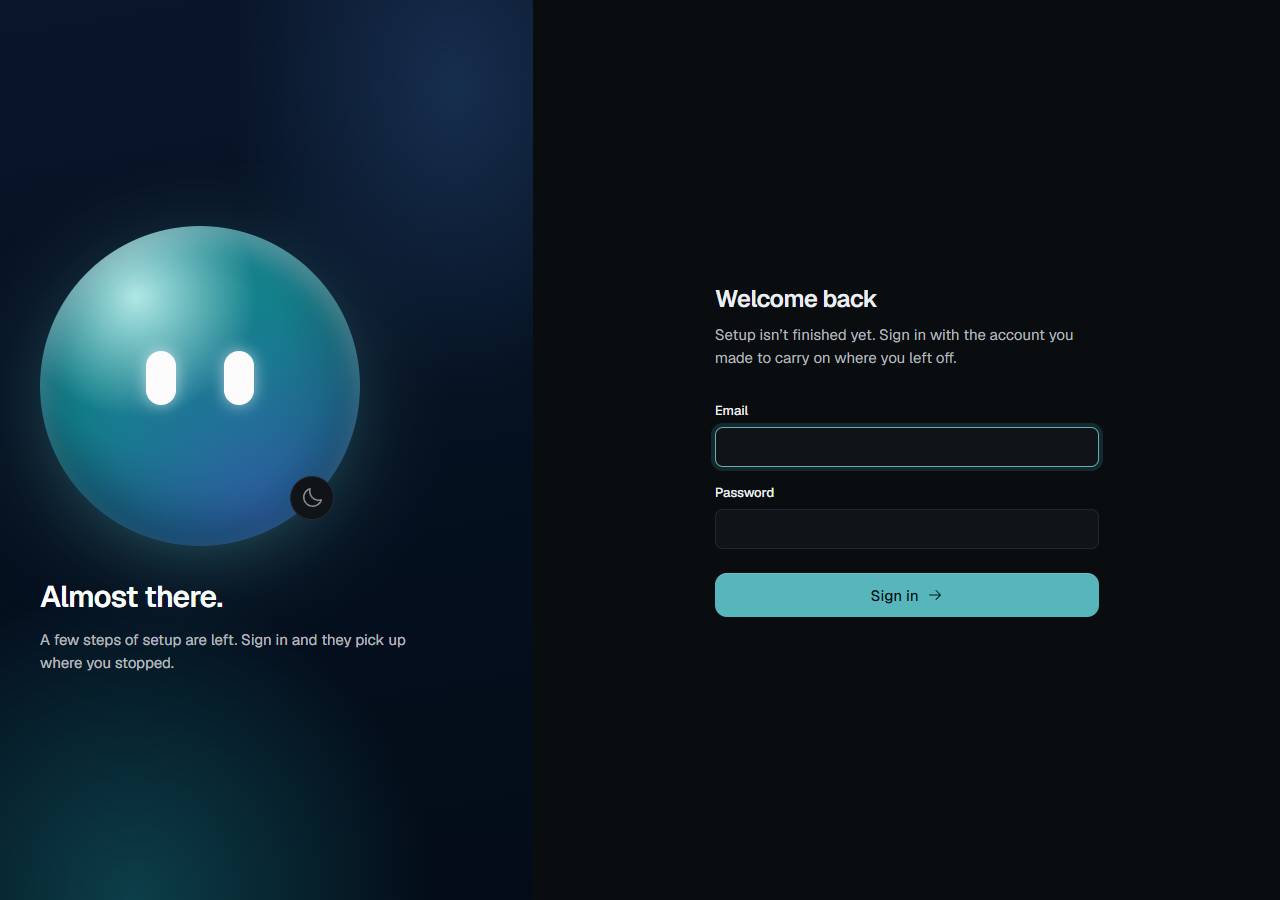 Almost there.
A few steps of setup are left. Sign in and they pick up
where you stopped.
Welcome back
Setup isn’t finished yet. Sign in with the account you
made to carry on where you left off.
Email
Password
Sign in →